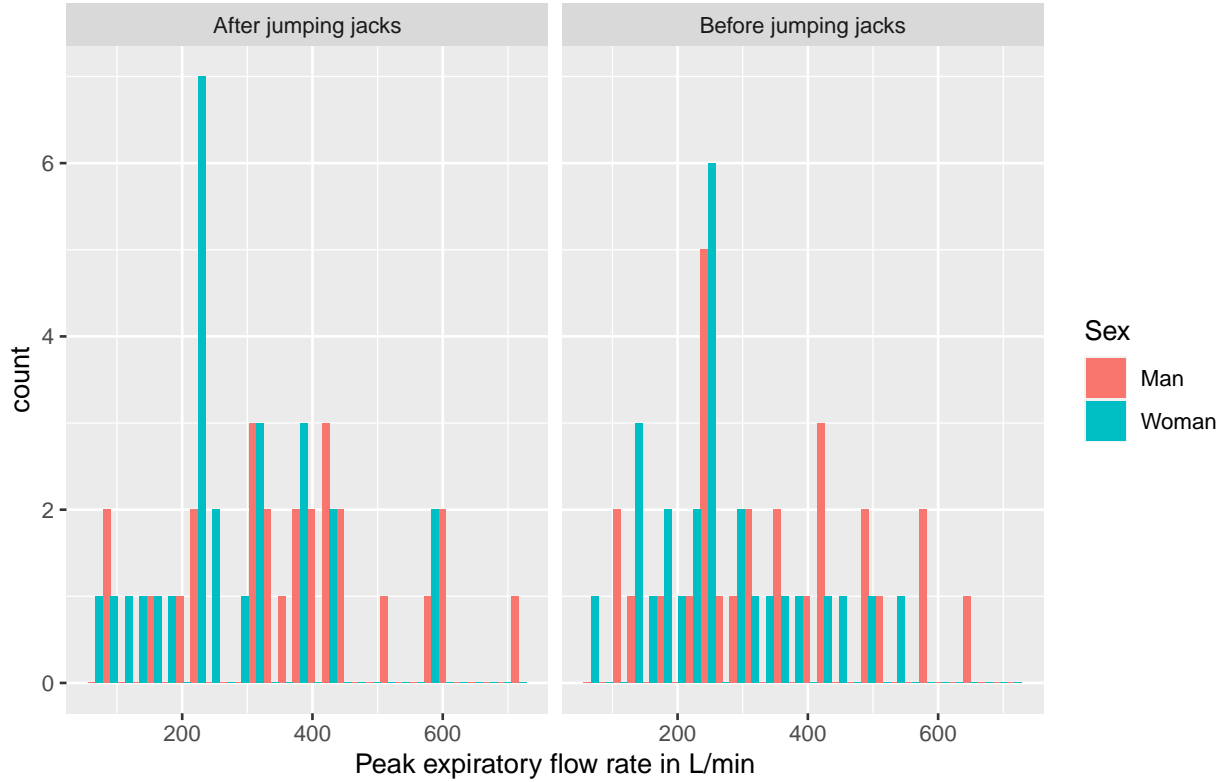 After jumping jacks
Before jumping jacks
6
4
2
0
count
200
400
600
200
400
600
Peak expiratory flow rate in L/min
Sex
Man
Woman